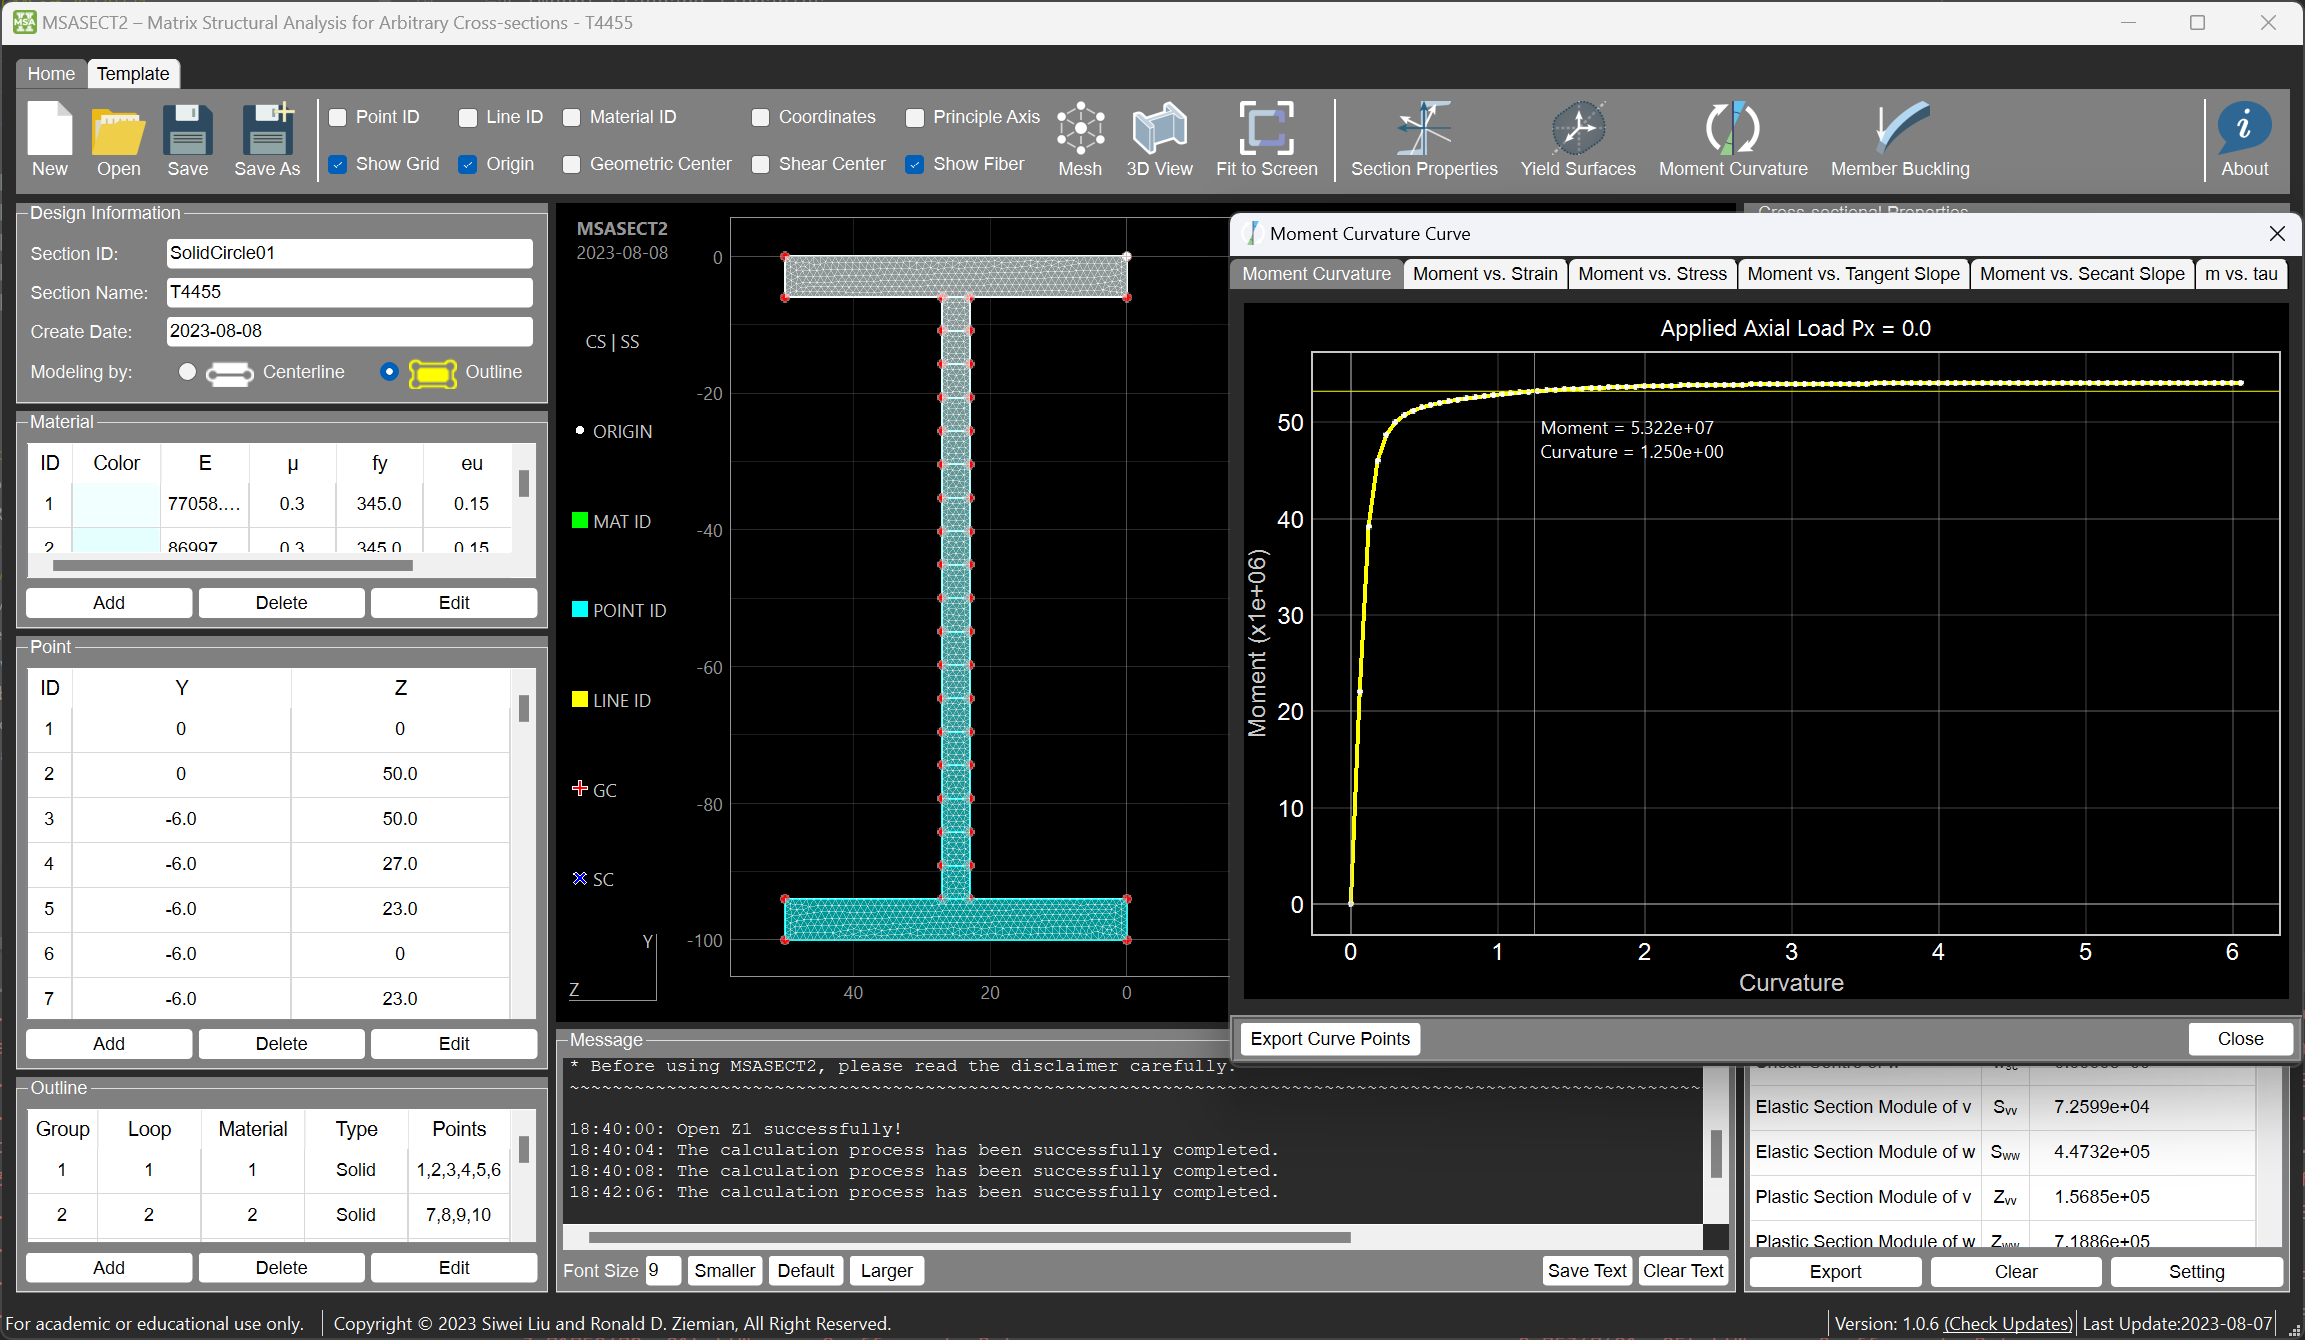 MSASECT2 – Matrix Structural Analysis for Arbitrary Cross-sections - T4455
Home Template
New Open Save Save As
Point ID Line ID Material ID Coordinates Principle Axis
Show Grid Origin Geometric Center Shear Center Show Fiber
Mesh 3D View Fit to Screen Section Properties Yield Surfaces Moment Curvature Member Buckling About
Design Information
Section ID: SolidCircle01
Section Name: T4455
Create Date: 2023-08-08
Modeling by: Centerline Outline
Material
ID Color E μ fy eu
1 77058.... 0.3 345.0 0.15
2 86997 0.3 345.0 0.15
Add Delete Edit
Point
ID Y Z
1 0 0
2 0 50.0
3 -6.0 50.0
4 -6.0 27.0
5 -6.0 23.0
6 -6.0 0
7 -6.0 23.0
Add Delete Edit
Outline
Group Loop Material Type Points
1 1 1 Solid 1,2,3,4,5,6
2 2 2 Solid 7,8,9,10
Add Delete Edit
MSASECT2
2023-08-08
CS | SS
ORIGIN
MAT ID
POINT ID
LINE ID
GC
SC
Y
Z
0
-20
-40
-60
-80
-100
40 20 0
Cross-sectional Properties
Moment Curvature Curve
Moment Curvature Moment vs. Strain Moment vs. Stress Moment vs. Tangent Slope Moment vs. Secant Slope m vs. tau
Applied Axial Load Px = 0.0
Moment = 5.322e+07
Curvature = 1.250e+00
Moment (x1e+06)
50
40
30
20
10
0
0 1 2 3 4 5 6
Curvature
Export Curve Points Close
Message
* Before using MSASECT2, please read the disclaimer carefully.
~~~~~~~~~~~~~~~~~~~~~~~~~~~~~~~~~~~~~~~~~~~~~~~~~~~~~~~~~~~~~~~~~~~~~~~~~~~~~~~~~~~~~~~~~~~~~~~~~~~~~~~~~
18:40:00: Open Z1 successfully!
18:40:04: The calculation process has been successfully completed.
18:40:08: The calculation process has been successfully completed.
18:42:06: The calculation process has been successfully completed.
Font Size 9 Smaller Default Larger Save Text Clear Text
Elastic Section Module of v Svv 7.2599e+04
Elastic Section Module of w Sww 4.4732e+05
Plastic Section Module of v Zvv 1.5685e+05
Plastic Section Module of w Zww 7.1886e+05
Export Clear Setting
For academic or educational use only. Copyright © 2023 Siwei Liu and Ronald D. Ziemian, All Right Reserved. Version: 1.0.6 (Check Updates) Last Update:2023-08-07